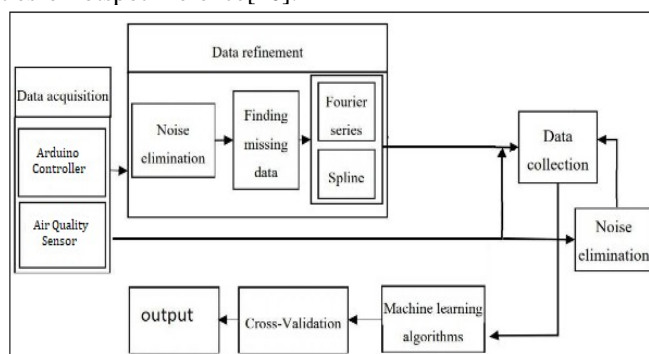 Data refinement
Data acquisition
Arduino
Controller
Air Quality
Sensor
Noise
elimination
Finding
missing
data
Fourier
series
Spline
Data
collection
Noise
elimination
Machine learning
algorithms
Cross-Validation
output